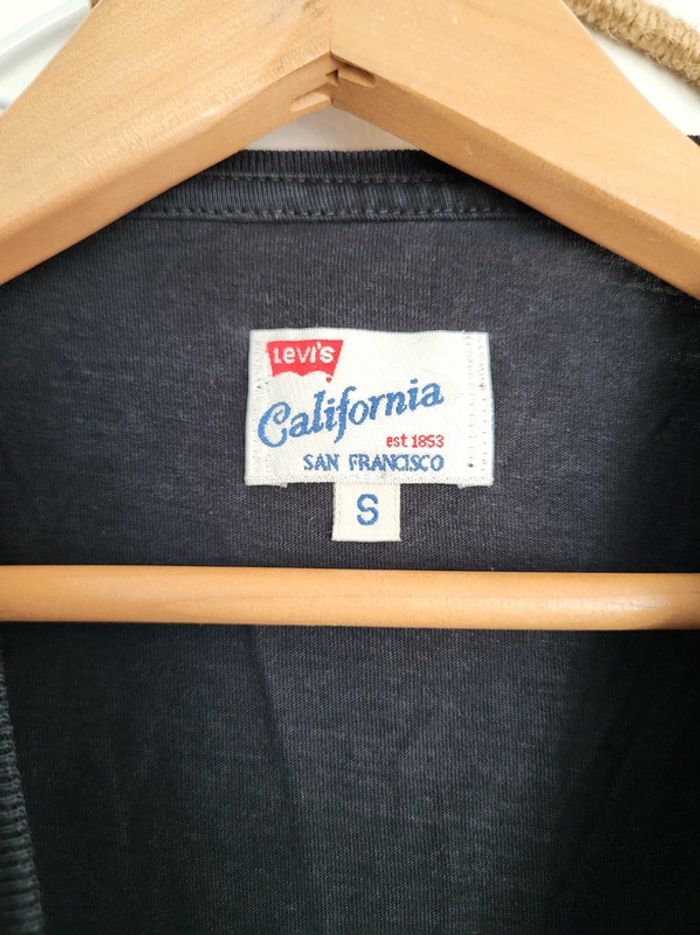 Levi's
California
est 1853
SAN FRANCISCO
S